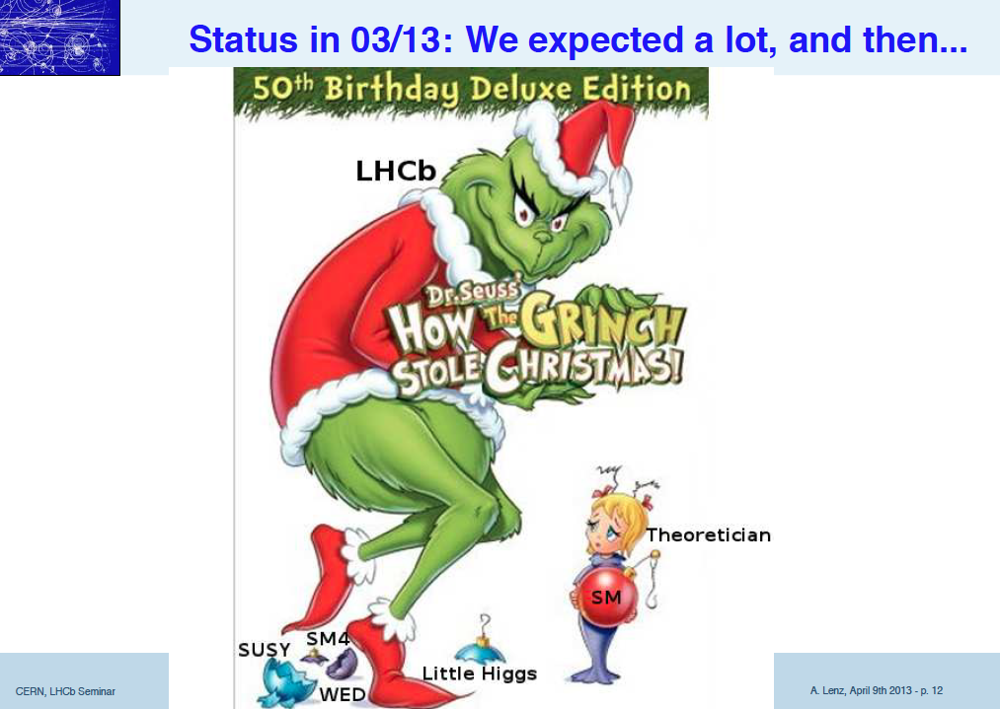 Status in 03/13: We expected a lot, and then...
50th Birthday Deluxe Edition
LHCb
Dr. Seuss'
HOW The GRINCH
STOLE CHRISTMAS!
Theoretician
SM
SM4
SUSY
Little Higgs
WED
CERN, LHCb Seminar
A. Lenz, April 9th 2013 - p. 12